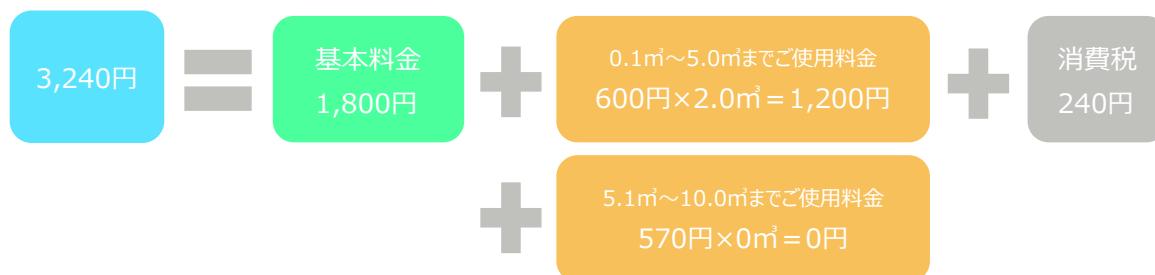 3,240円
基本料金
1,800円
0.1㎥～5.0㎥までご使用料金
600円×2.0㎥＝1,200円
消費税
240円
5.1㎥～10.0㎥までご使用料金
570円×0㎥＝0円